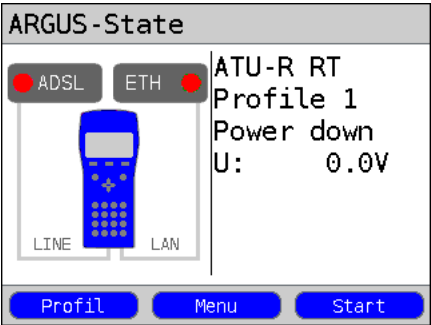 ARGUS-State
ADSL ETH
ATU-R RT
Profile 1
Power down
U: 0.0V
LINE LAN
Profil Menu Start